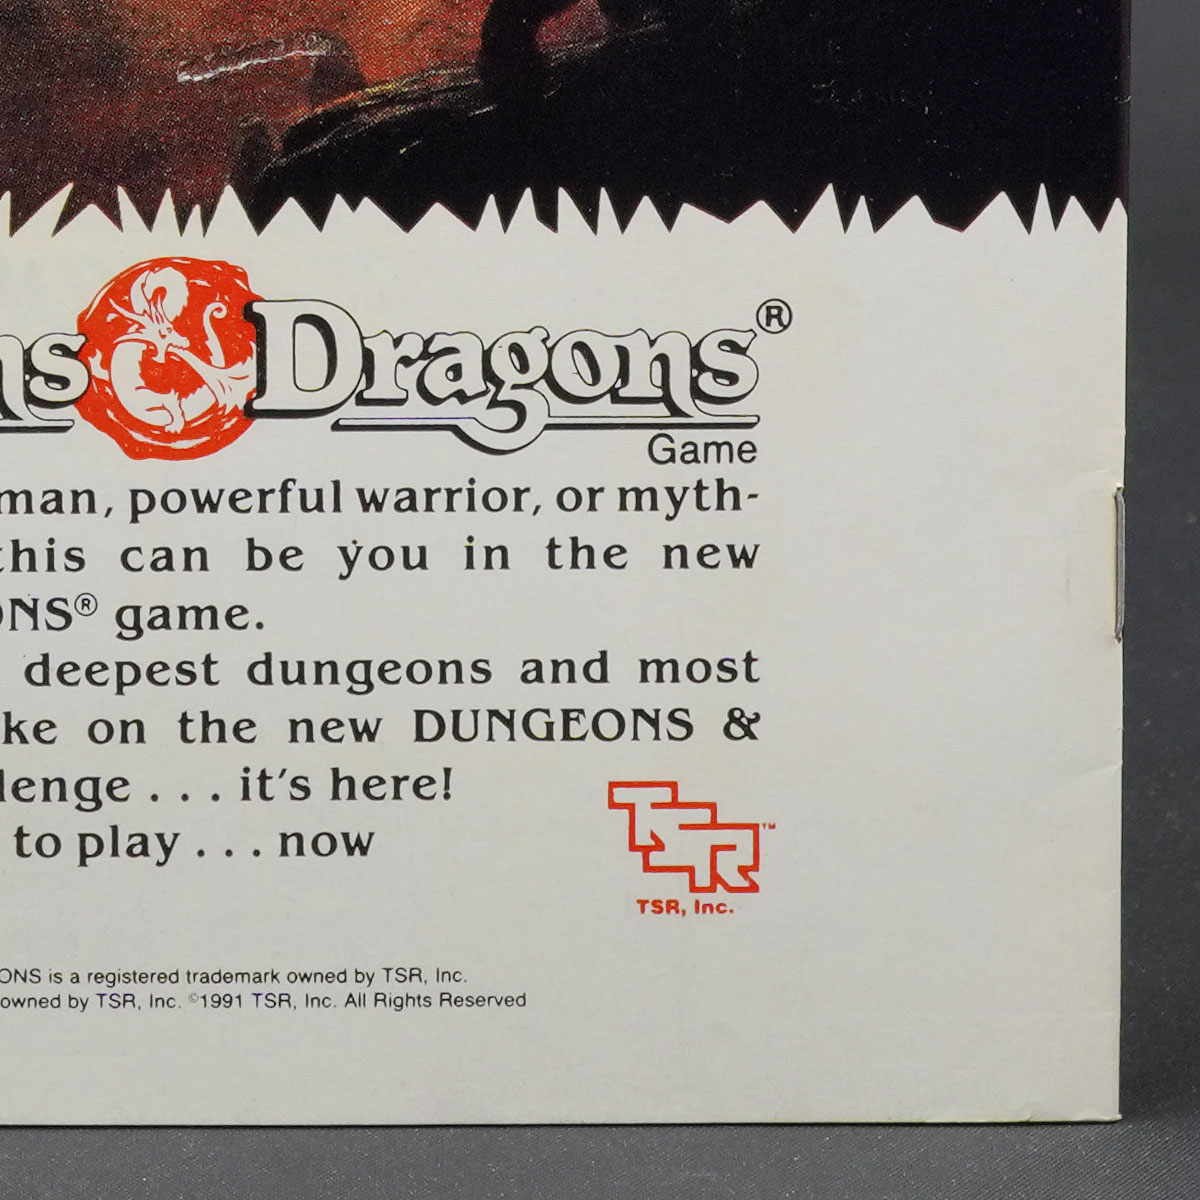 Dragons®
Game
man, powerful warrior, or myth-
this can be you in the new
ONS® game.
deepest dungeons and most
ke on the new DUNGEONS &
lenge . . . it's here!
to play . . . now
TSR™
TSR, Inc.
ONS is a registered trademark owned by TSR, Inc.
owned by TSR, Inc. ©1991 TSR, Inc. All Rights Reserved